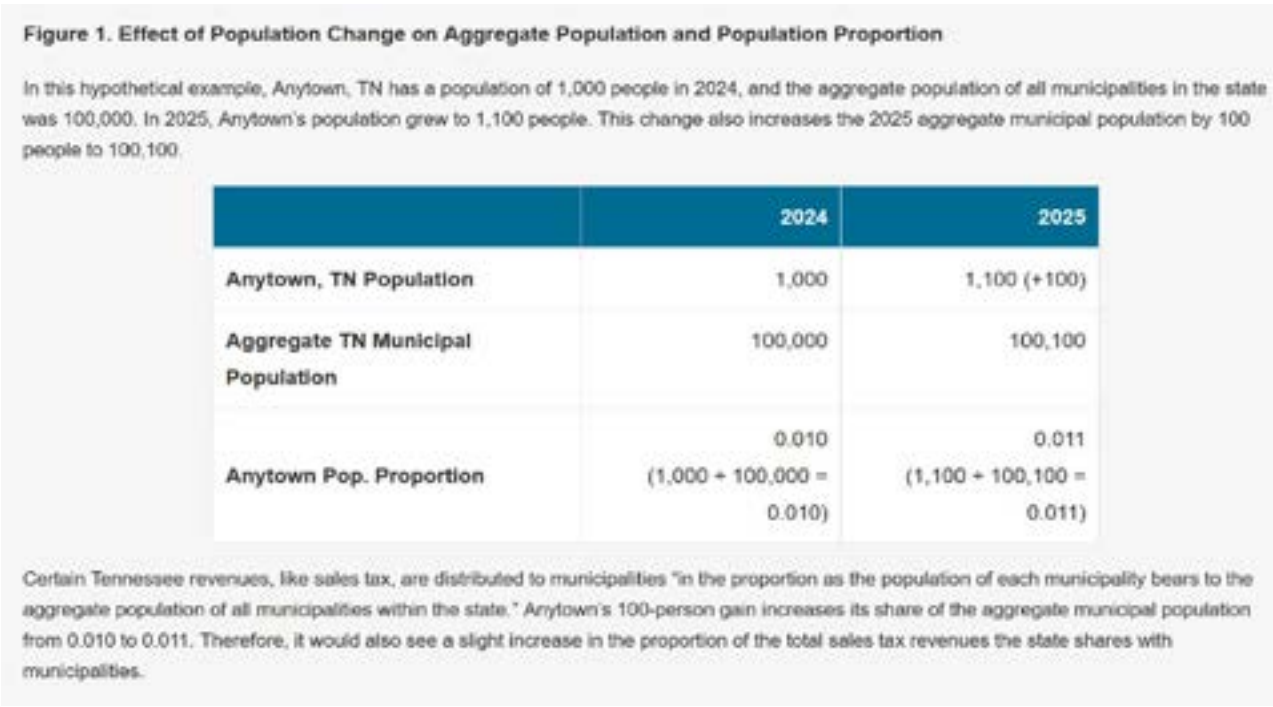 Figure 1. Effect of Population Change on Aggregate Population and Population Proportion
In this hypothetical example, Anytown, TN has a population of 1,000 people in 2024, and the aggregate population of all municipalities in the state
was 100,000. In 2025, Anytown's population grew to 1,100 people. This change also increases the 2025 aggregate municipal population by 100
people to 100,100.
2024 2025
Anytown, TN Population 1,000 1,100 (+100)
Aggregate TN Municipal 100,000 100,100
Population
0.010 0.011
Anytown Pop. Proportion (1,000 ÷ 100,000 = (1,100 ÷ 100,100 =
0.010) 0.011)
Certain Tennessee revenues, like sales tax, are distributed to municipalities "in the proportion as the population of each municipality bears to the
aggregate population of all municipalities within the state." Anytown's 100-person gain increases its share of the aggregate municipal population
from 0.010 to 0.011. Therefore, it would also see a slight increase in the proportion of the total sales tax revenues the state shares with
municipalities.